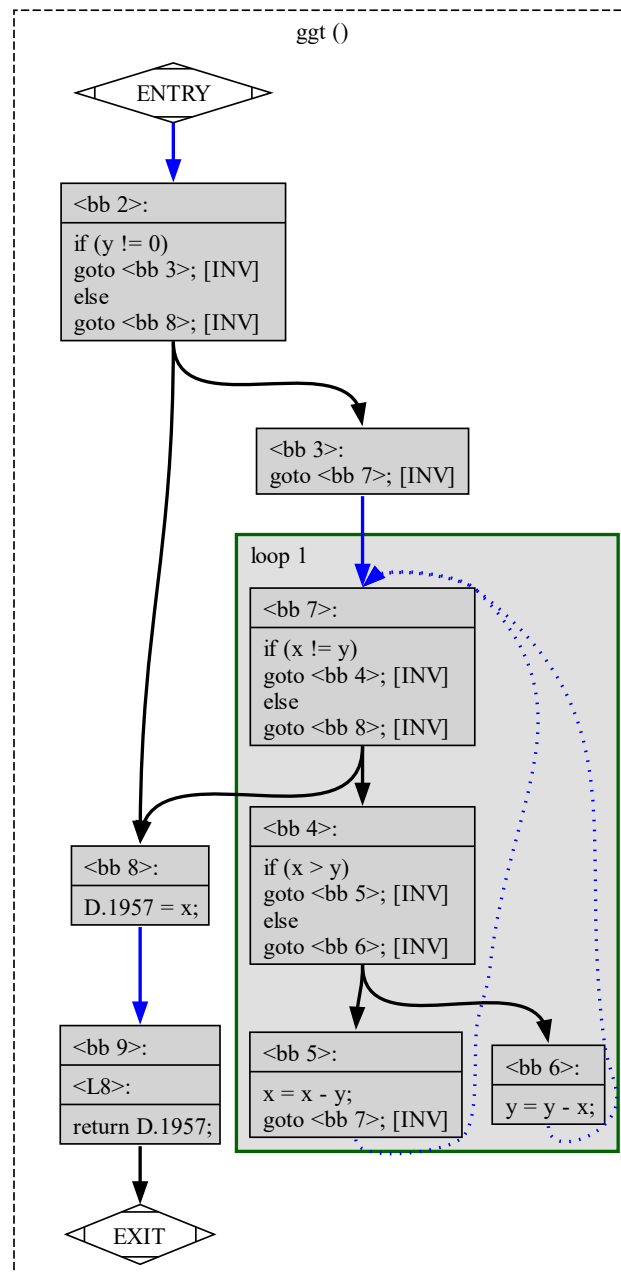 ggt ()
ENTRY
<bb 2>:
if (y != 0)
goto <bb 3>; [INV]
else
goto <bb 8>; [INV]
<bb 3>:
goto <bb 7>; [INV]
loop 1
<bb 7>:
if (x != y)
goto <bb 4>; [INV]
else
goto <bb 8>; [INV]
<bb 4>:
if (x > y)
goto <bb 5>; [INV]
else
goto <bb 6>; [INV]
<bb 8>:
D.1957 = x;
<bb 5>:
x = x - y;
goto <bb 7>; [INV]
<bb 6>:
y = y - x;
<bb 9>:
<L8>:
return D.1957;
EXIT